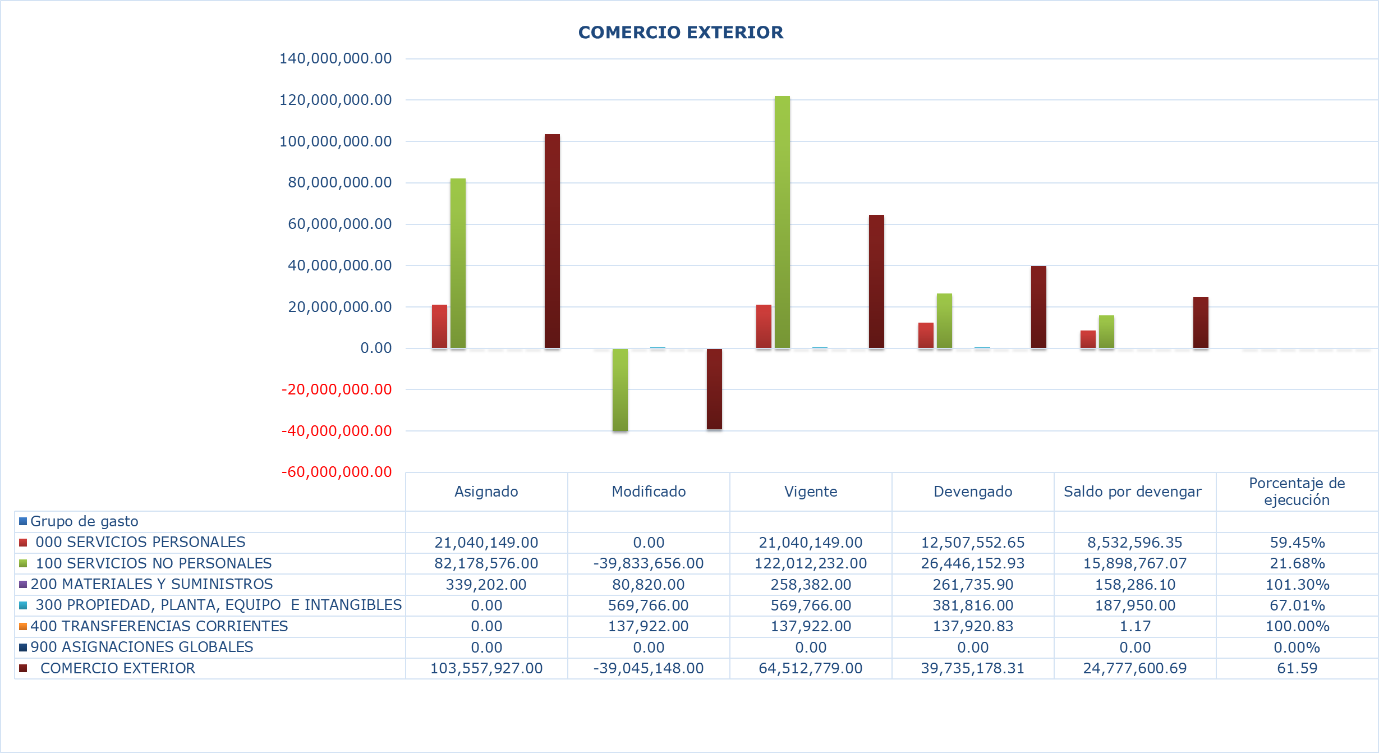 COMERCIO EXTERIOR
140,000,000.00
120,000,000.00
100,000,000.00
80,000,000.00
60,000,000.00
40,000,000.00
20,000,000.00
0.00
-20,000,000.00
-40,000,000.00
-60,000,000.00
Asignado Modificado Vigente Devengado Saldo por devengar Porcentaje de ejecución
Grupo de gasto
000 SERVICIOS PERSONALES 21,040,149.00 0.00 21,040,149.00 12,507,552.65 8,532,596.35 59.45%
100 SERVICIOS NO PERSONALES 82,178,576.00 -39,833,656.00 122,012,232.00 26,446,152.93 15,898,767.07 21.68%
200 MATERIALES Y SUMINISTROS 339,202.00 80,820.00 258,382.00 261,735.90 158,286.10 101.30%
300 PROPIEDAD, PLANTA, EQUIPO E INTANGIBLES 0.00 569,766.00 569,766.00 381,816.00 187,950.00 67.01%
400 TRANSFERENCIAS CORRIENTES 0.00 137,922.00 137,922.00 137,920.83 1.17 100.00%
900 ASIGNACIONES GLOBALES 0.00 0.00 0.00 0.00 0.00 0.00%
COMERCIO EXTERIOR 103,557,927.00 -39,045,148.00 64,512,779.00 39,735,178.31 24,777,600.69 61.59